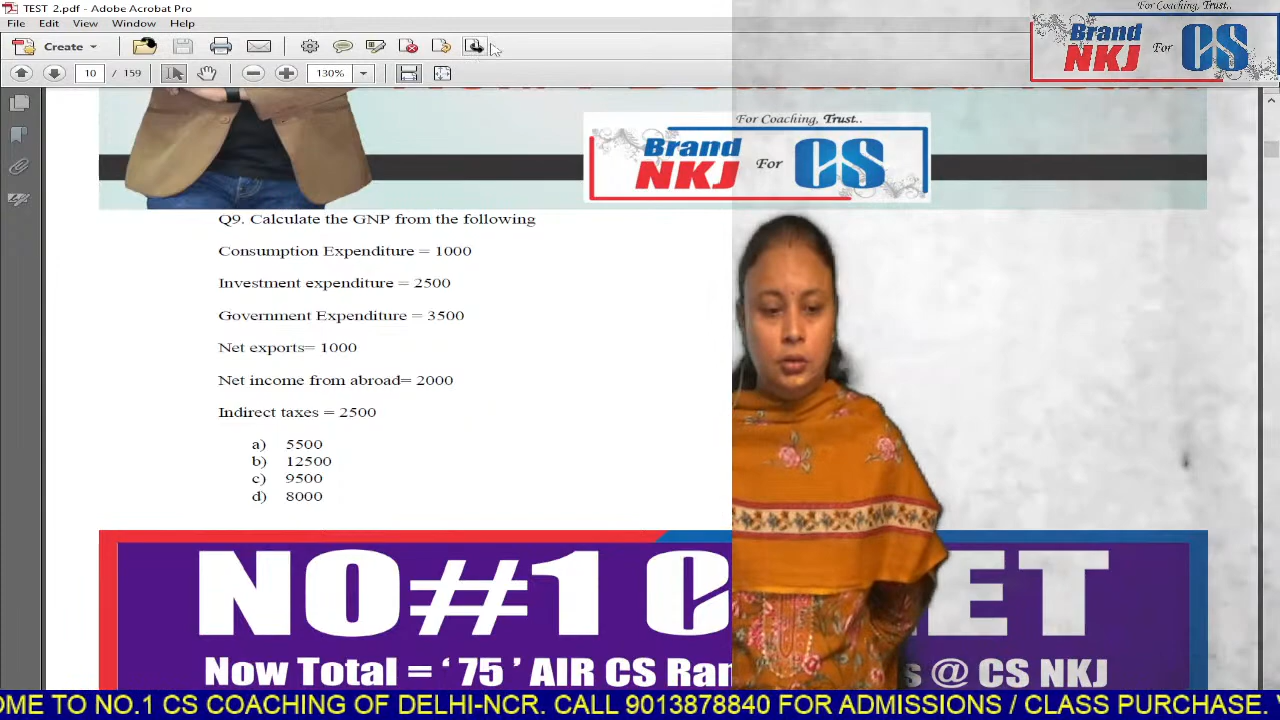 TEST 2.pdf - Adobe Acrobat Pro
File Edit View Window Help
Create
10 / 159
130%
For Coaching, Trust..
Brand
NKJ
For
CS
For Coaching, Trust..
Brand
NKJ
For
CS
Q9. Calculate the GNP from the following
Consumption Expenditure = 1000
Investment expenditure = 2500
Government Expenditure = 3500
Net exports= 1000
Net income from abroad= 2000
Indirect taxes = 2500
a) 5500
b) 12500
c) 9500
d) 8000
NO#1
Now Total = ‘ 75 ’ AIR CS @ CS NKJ
OME TO NO.1 CS COACHING OF DELHI-NCR. CALL 9013878840 FOR ADMISSIONS / CLASS PURCHASE.